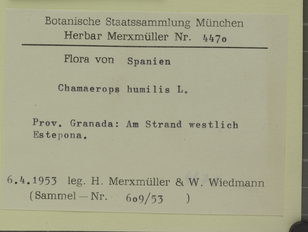 Botanische Staatssammlung München
Herbar Merxmüller Nr. 4470
Flora von Spanien
Chamaerops humilis L.
Prov. Granada: Am Strand westlich
Estepona.
6.4.1953 leg. H. Merxmüller & W. Wiedmann
(Sammel – Nr. 609/53 )